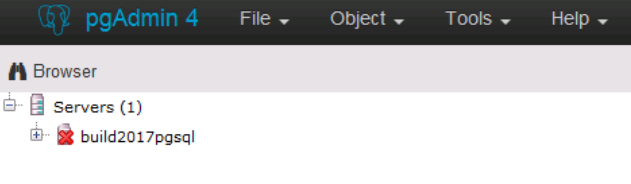 pgAdmin 4 File Object Tools Help
Browser
Servers (1)
build2017pgsql